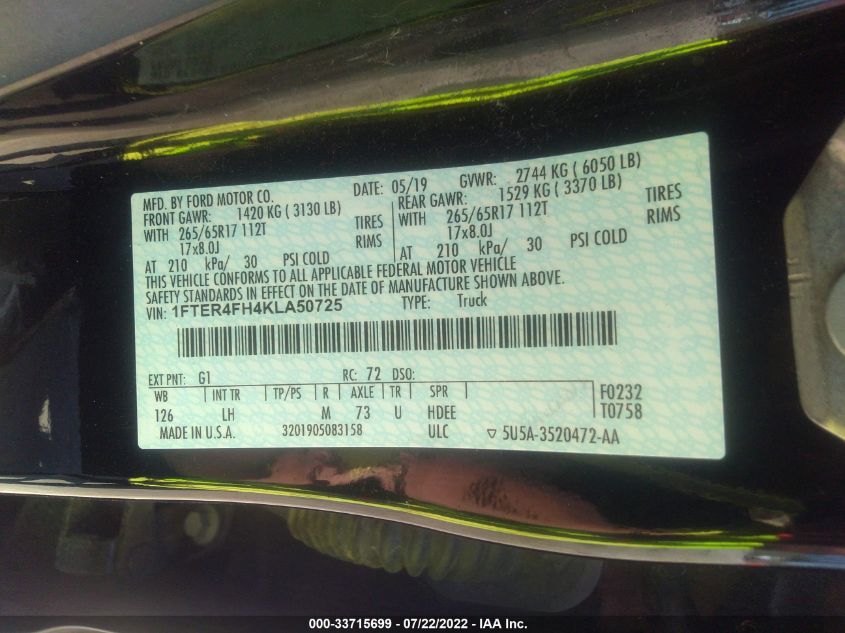 MFD. BY FORD MOTOR CO. DATE: 05/19 GVWR: 2744 KG ( 6050 LB)
FRONT GAWR: 1420 KG ( 3130 LB) REAR GAWR: 1529 KG ( 3370 LB)
WITH 265/65R17 112T TIRES WITH 265/65R17 112T TIRES
17x8.0J RIMS 17x8.0J RIMS
AT 210 kPa/ 30 PSI COLD AT 210 kPa/ 30 PSI COLD
THIS VEHICLE CONFORMS TO ALL APPLICABLE FEDERAL MOTOR VEHICLE
SAFETY STANDARDS IN EFFECT ON THE DATE OF MANUFACTURE SHOWN ABOVE.
VIN: 1FTER4FH4KLA50725 TYPE: Truck
EXT PNT: G1 RC: 72 DSO:
WB INT TR TP/PS R AXLE TR SPR F0232
126 LH M 73 U HDEE T0758
MADE IN U.S.A. 3201905083158 ULC ▽ 5U5A-3520472-AA
000-33715699 - 07/22/2022 - IAA Inc.